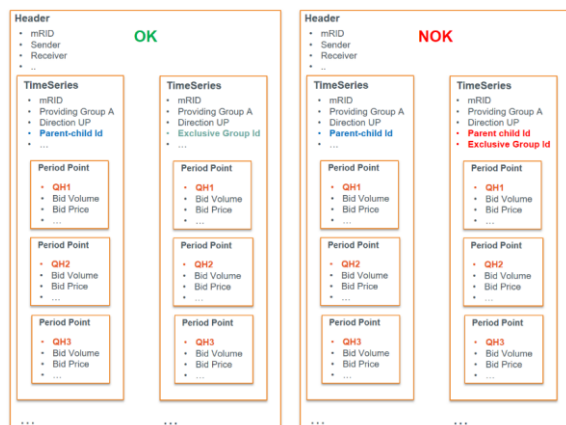 Header
OK
• mRID
• Sender
• Receiver
• ..
TimeSeries
• mRID
• Providing Group A
• Direction UP
• Parent-child Id
• …
Period Point
• QH1
• Bid Volume
• Bid Price
• …
Period Point
• QH2
• Bid Volume
• Bid Price
• …
Period Point
• QH3
• Bid Volume
• Bid Price
• …
…
TimeSeries
• mRID
• Providing Group A
• Direction UP
• Exclusive Group Id
• …
Period Point
• QH1
• Bid Volume
• Bid Price
• …
Period Point
• QH2
• Bid Volume
• Bid Price
• …
Period Point
• QH3
• Bid Volume
• Bid Price
• …
…
Header
NOK
• mRID
• Sender
• Receiver
• ..
TimeSeries
• mRID
• Providing Group A
• Direction UP
• Parent-child Id
• …
Period Point
• QH1
• Bid Volume
• Bid Price
• …
Period Point
• QH2
• Bid Volume
• Bid Price
• …
Period Point
• QH3
• Bid Volume
• Bid Price
• …
…
TimeSeries
• mRID
• Providing Group A
• Direction UP
• Parent child Id
• Exclusive Group Id
Period Point
• QH1
• Bid Volume
• Bid Price
• …
Period Point
• QH2
• Bid Volume
• Bid Price
• …
Period Point
• QH3
• Bid Volume
• Bid Price
• …
…